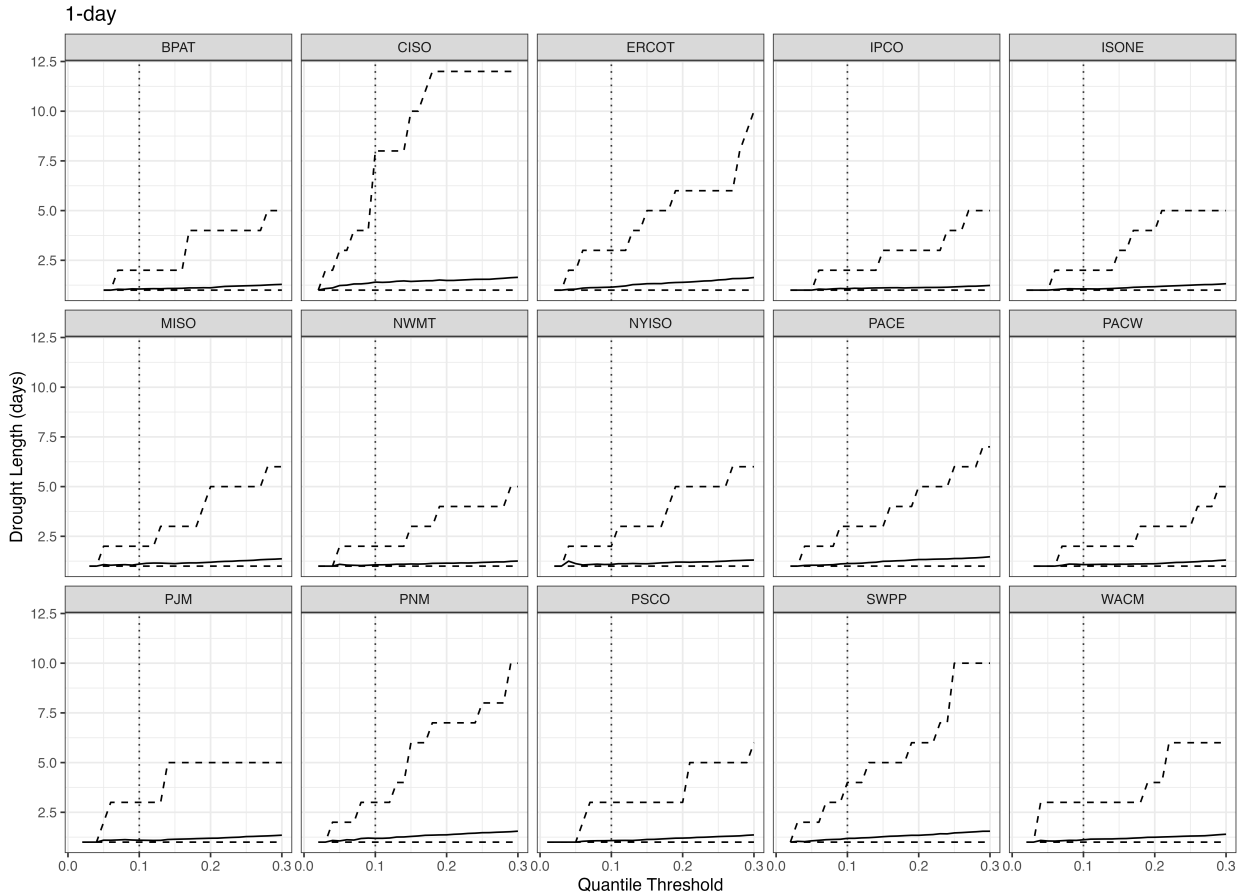 1-day
BPAT CISO ERCOT IPCO ISONE
12.5
10.0
7.5
5.0
2.5
MISO NWMT NYISO PACE PACW
12.5
10.0
7.5
5.0
2.5
PJM PNM PSCO SWPP WACM
12.5
10.0
7.5
5.0
2.5
0.0 0.1 0.2 0.3 0.0 0.1 0.2 0.3 0.0 0.1 0.2 0.3 0.0 0.1 0.2 0.3 0.0 0.1 0.2 0.3
Quantile Threshold
Drought Length (days)